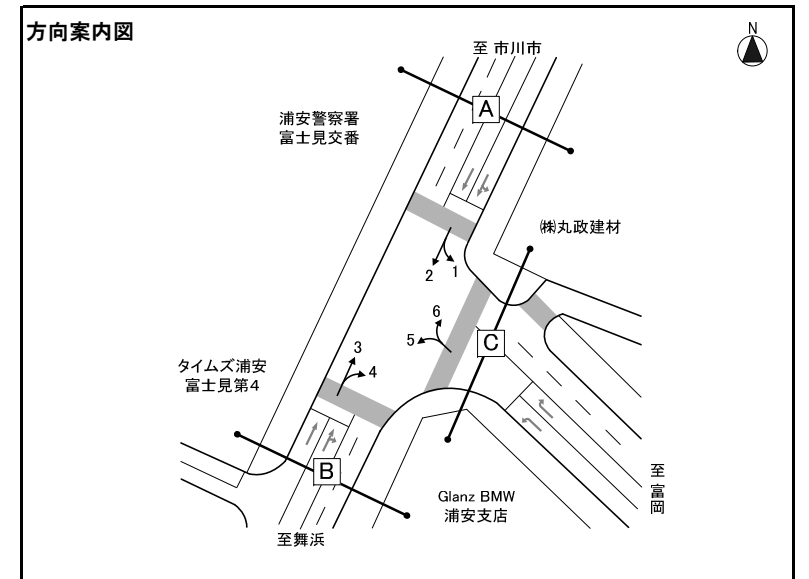 方向案内図
N
至 市川市
A
浦安警察署
富士見交番
㈱丸政建材
1
2
6
5
C
3
4
タイムズ浦安
富士見第4
B
至富岡
Glanz BMW
浦安支店
至舞浜